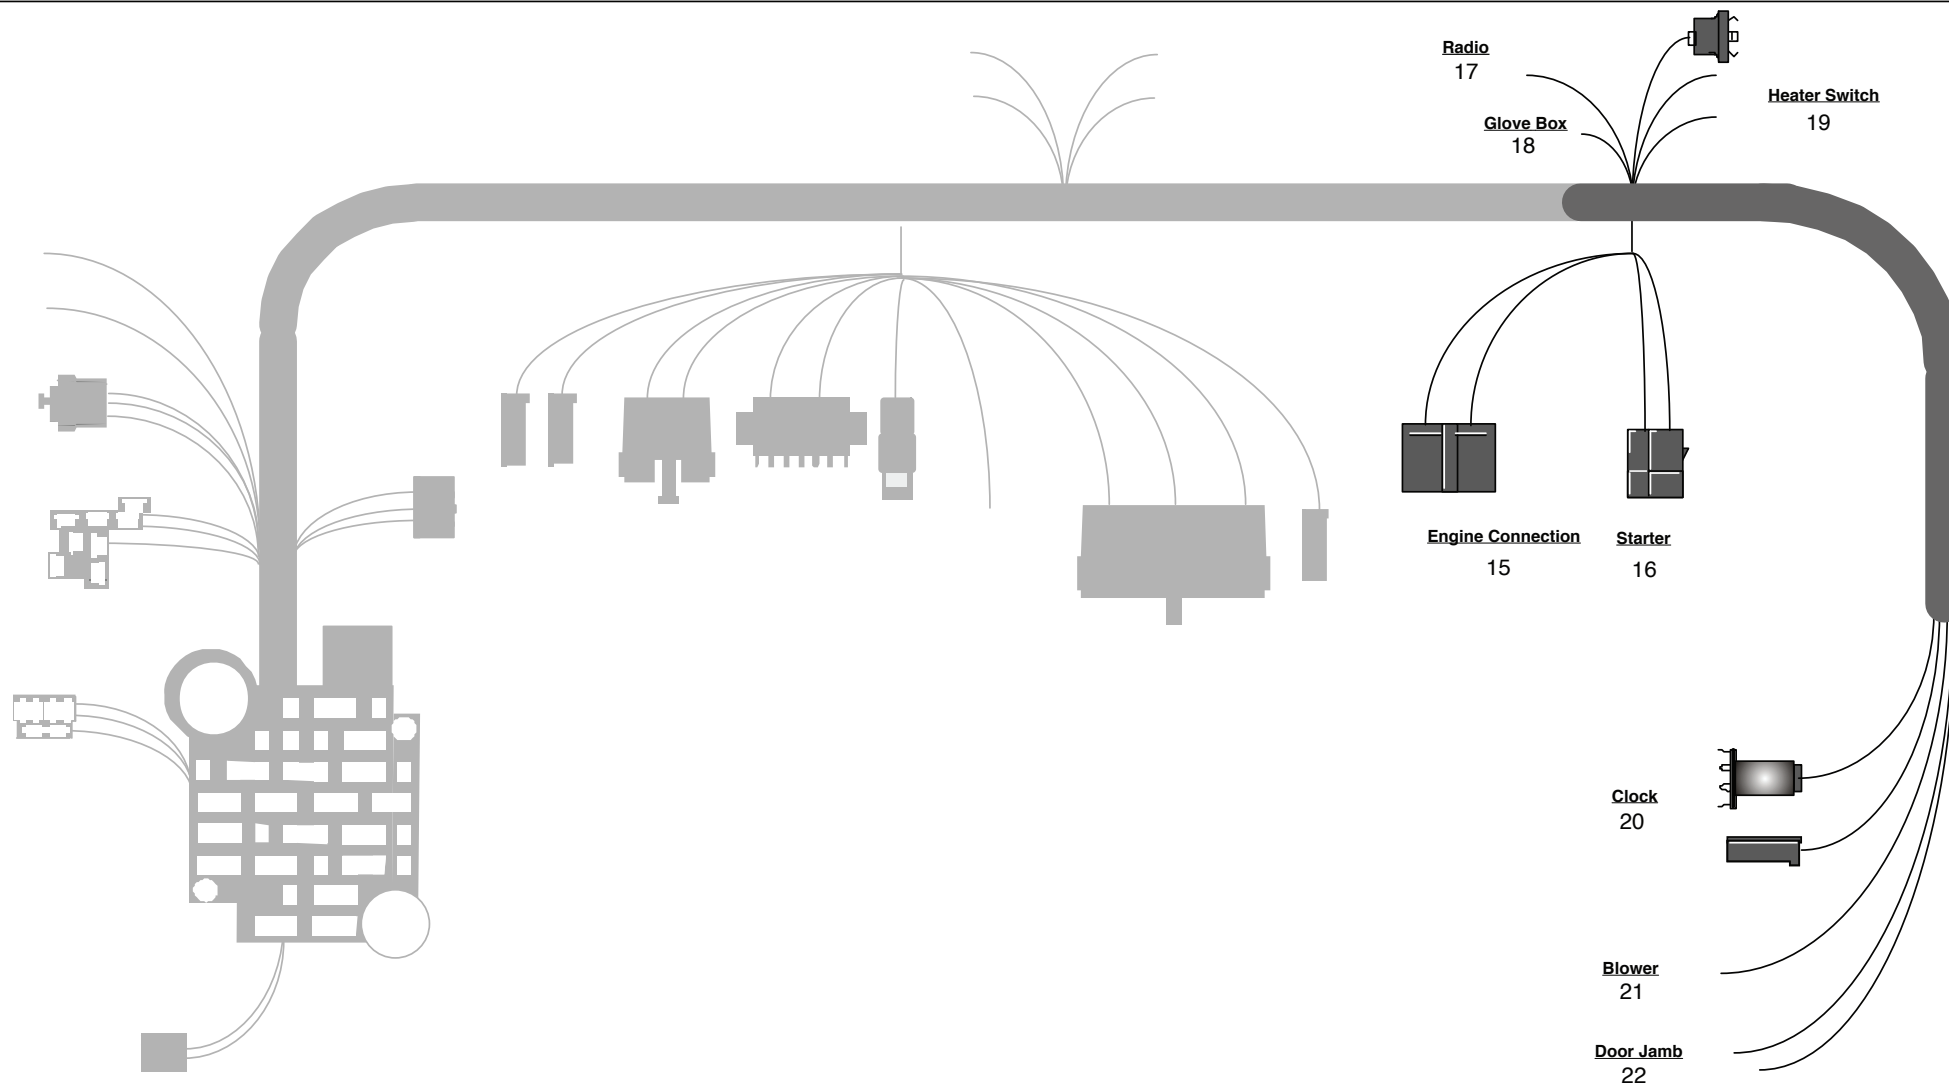 Radio
17
Heater Switch
19
Glove Box
18
Engine Connection
15
Starter
16
Clock
20
Blower
21
Door Jamb
22